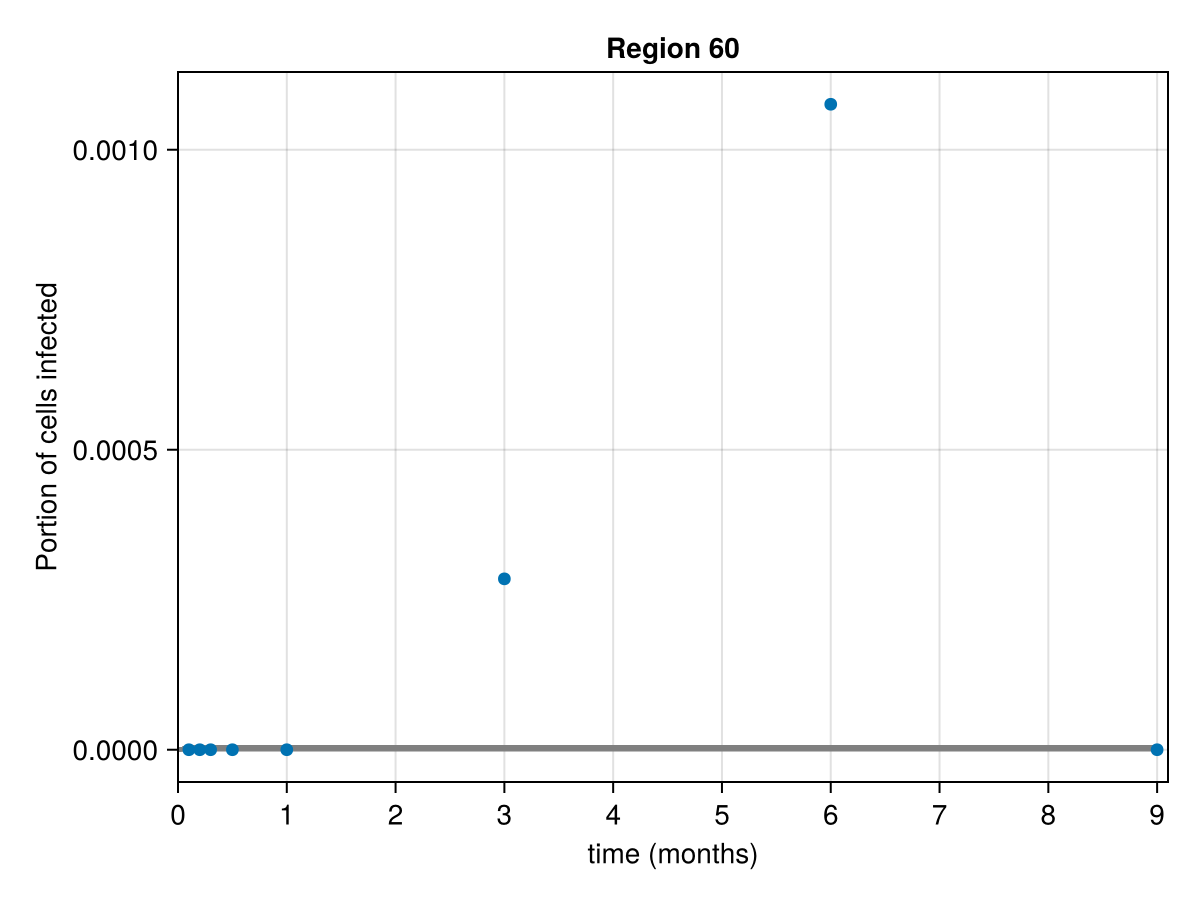 Region 60
Portion of cells infected
0.0010
0.0005
0.0000
0 1 2 3 4 5 6 7 8 9
time (months)